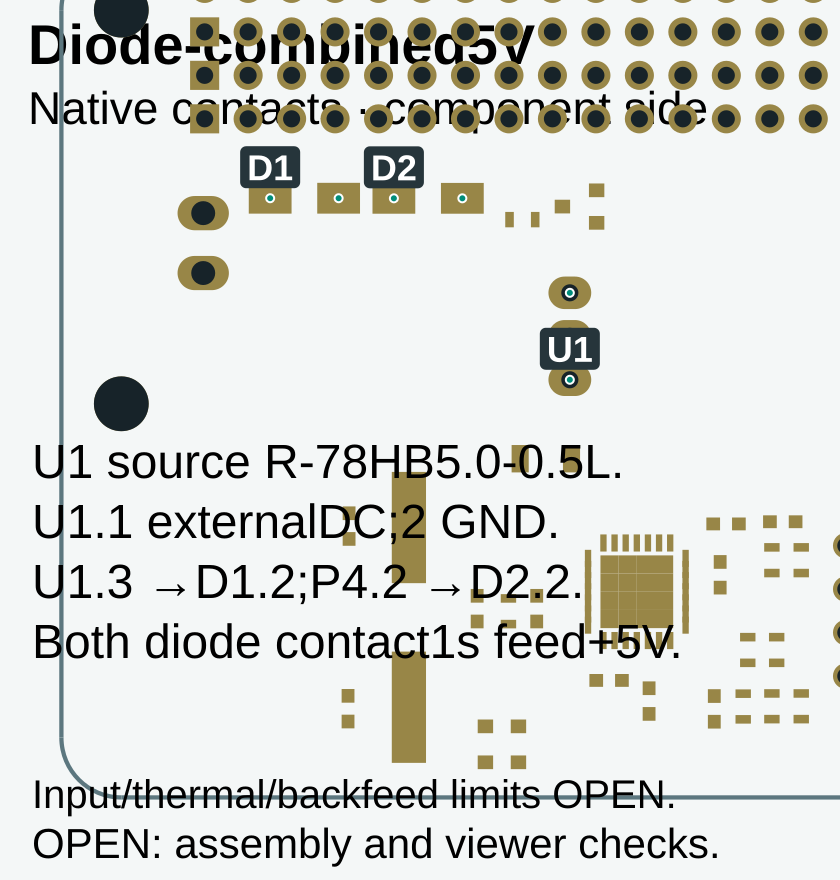 Diode-combined5V
Native contacts · component side
D1 D2
U1
U1 source R-78HB5.0-0.5L.
U1.1 externalDC;2 GND.
U1.3 →D1.2;P4.2 →D2.2.
Both diode contact1s feed+5V.
Input/thermal/backfeed limits OPEN.
OPEN: assembly and viewer checks.